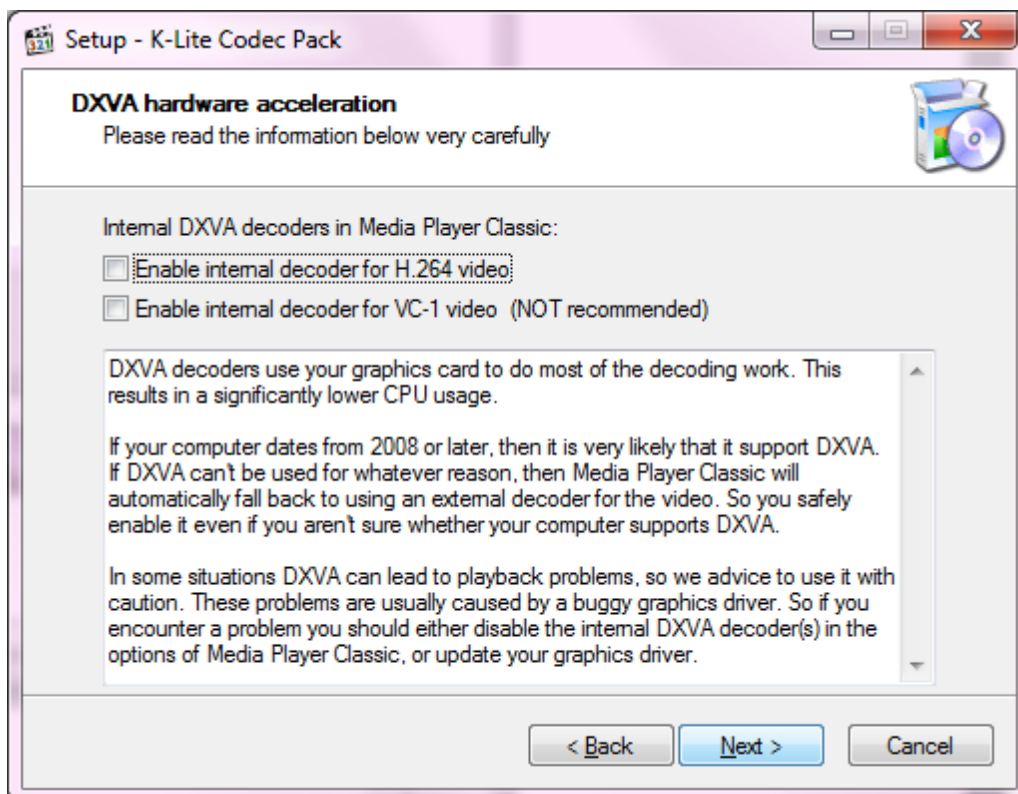 321
Setup - K-Lite Codec Pack
DXVA hardware acceleration
Please read the information below very carefully
Internal DXVA decoders in Media Player Classic:
Enable internal decoder for H.264 video
Enable internal decoder for VC-1 video (NOT recommended)
DXVA decoders use your graphics card to do most of the decoding work. This
results in a significantly lower CPU usage.
If your computer dates from 2008 or later, then it is very likely that it support DXVA.
If DXVA can't be used for whatever reason, then Media Player Classic will
automatically fall back to using an external decoder for the video. So you safely
enable it even if you aren't sure whether your computer supports DXVA.
In some situations DXVA can lead to playback problems, so we advice to use it with
caution. These problems are usually caused by a buggy graphics driver. So if you
encounter a problem you should either disable the internal DXVA decoder(s) in the
options of Media Player Classic, or update your graphics driver.
< Back
Next >
Cancel